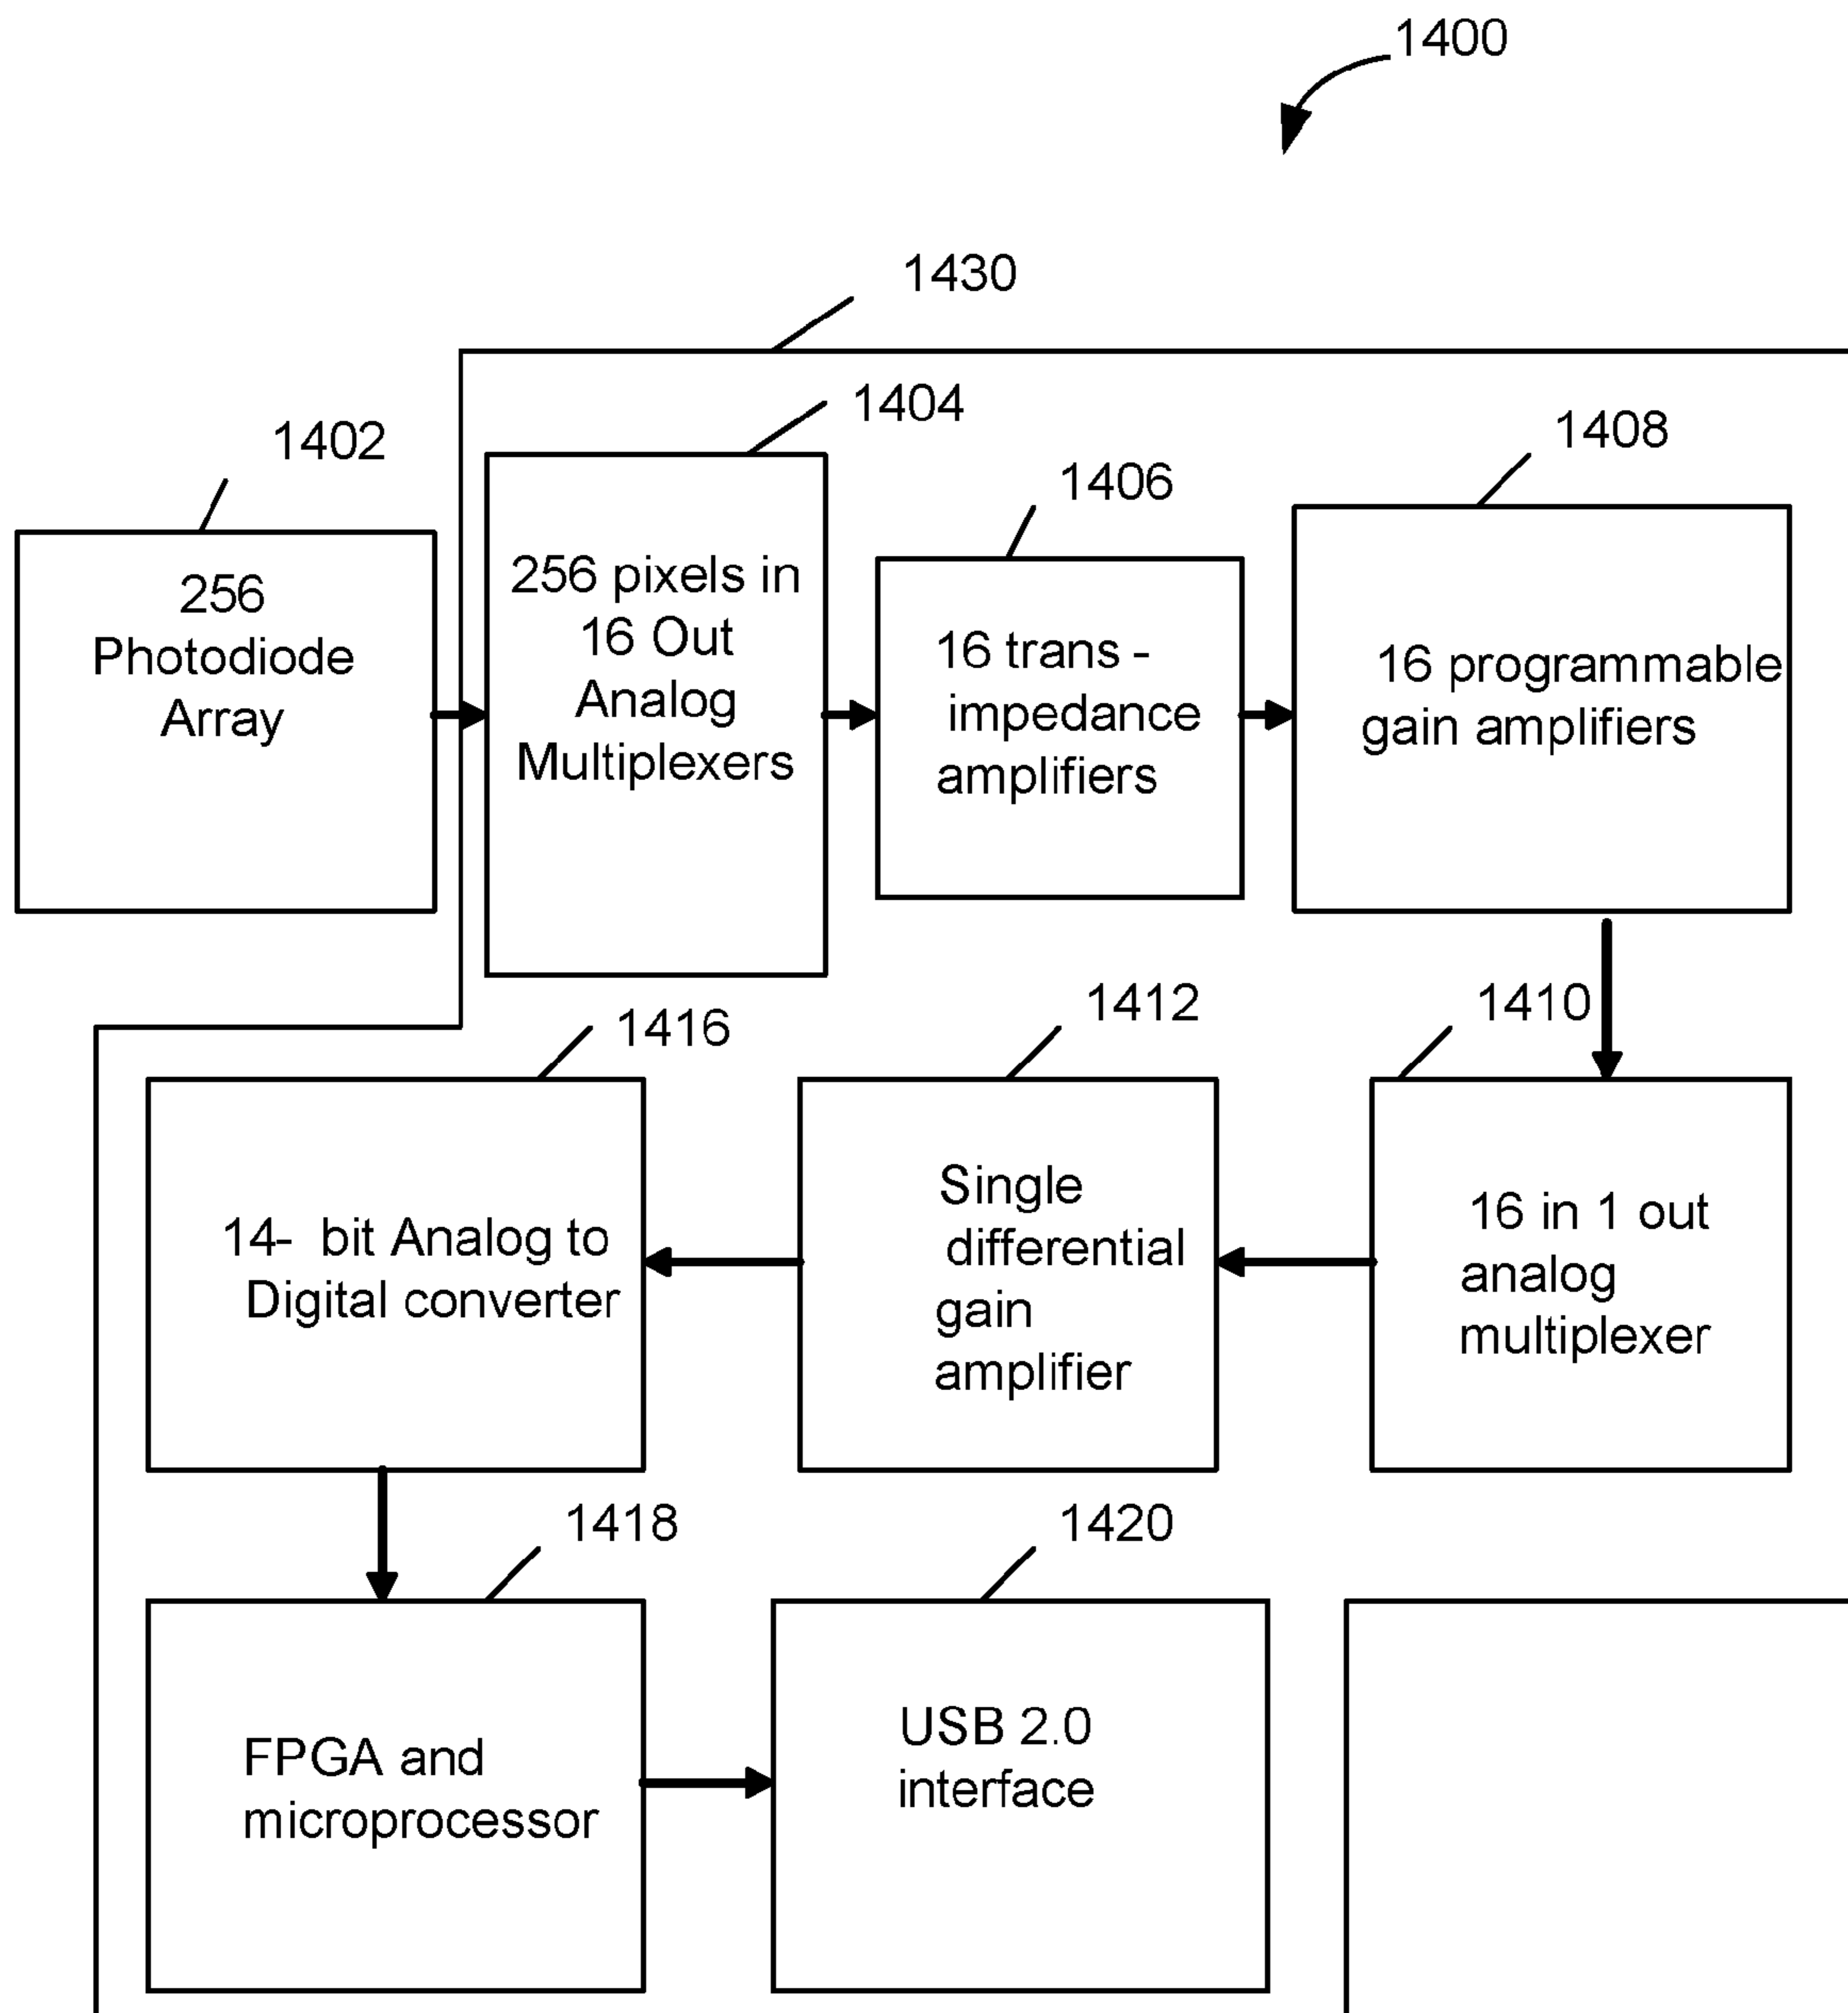 1400
1430
1404
1402
1408
1406
256
Photodiode
Array
256 pixels in
16 Out
Analog
Multiplexers
16 trans -
impedance
amplifiers
16 programmable
gain amplifiers
1416
1412
1410
14- bit Analog to
Digital converter
Single
differential
gain
amplifier
16 in 1 out
analog
multiplexer
1418
1420
FPGA and
microprocessor
USB 2.0
interface